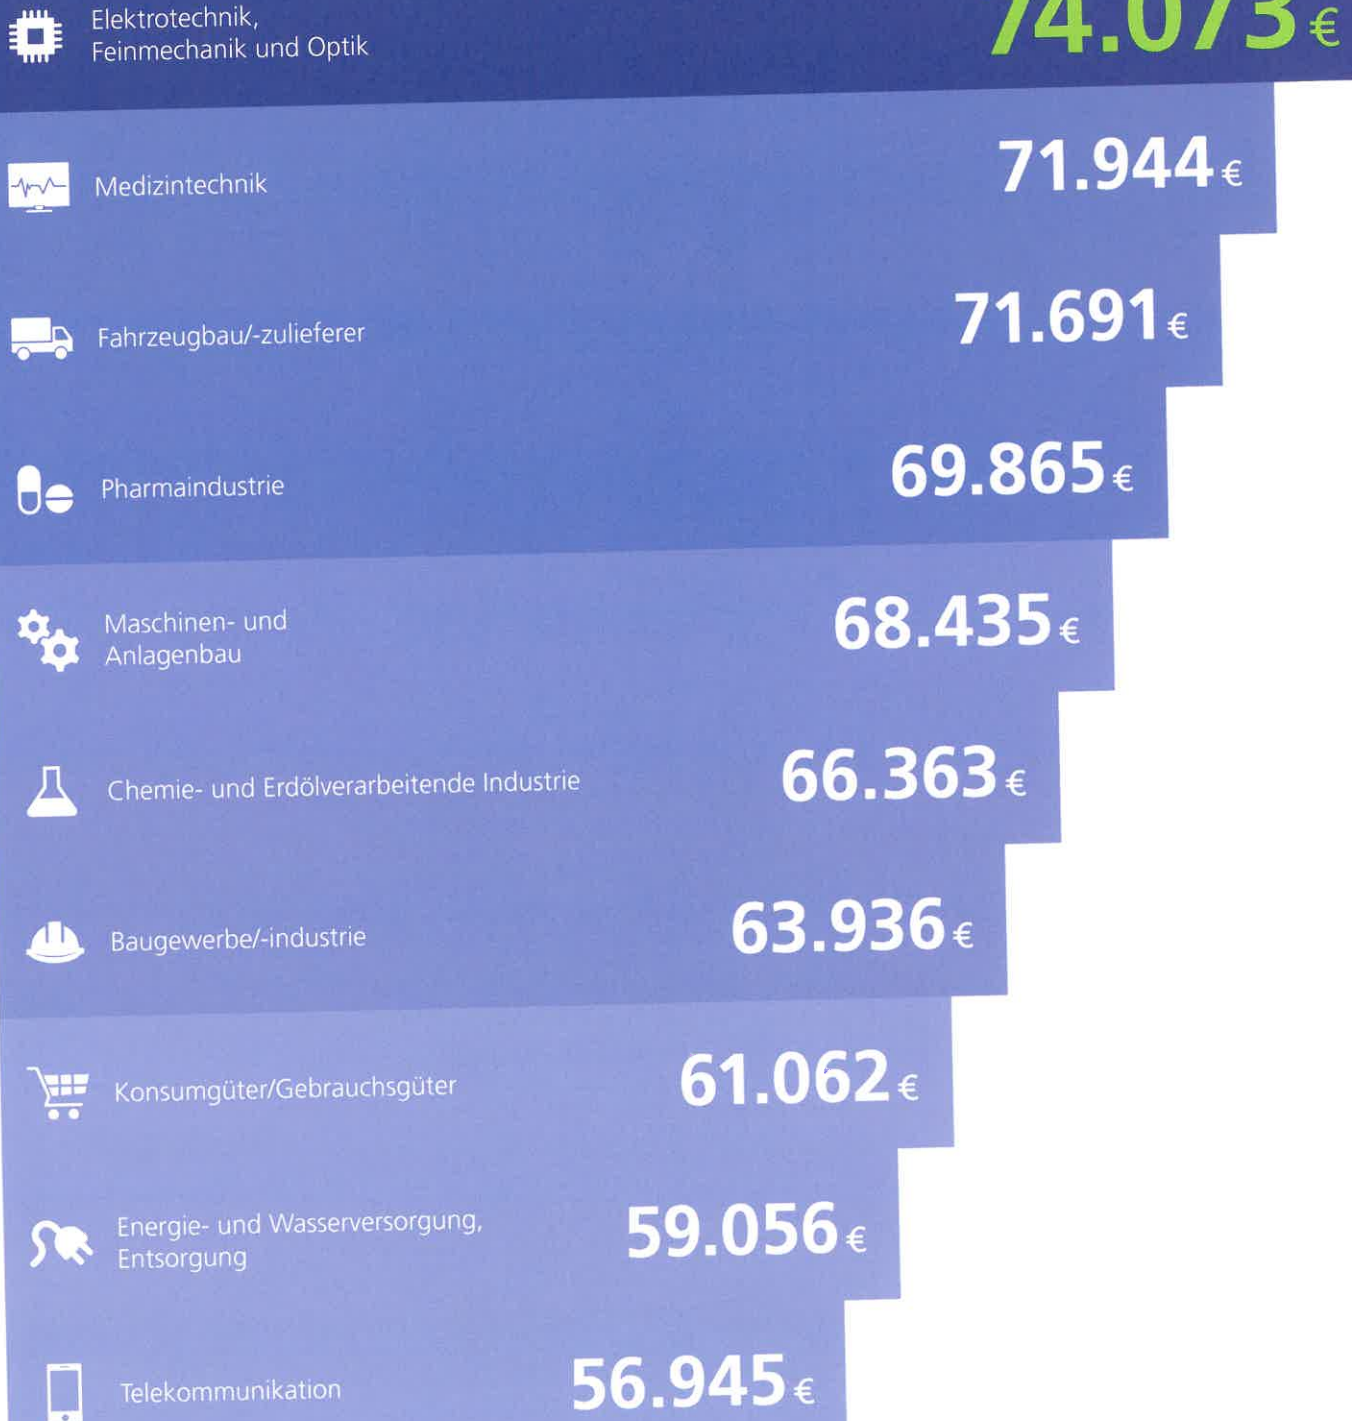 Elektrotechnik,
Feinmechanik und Optik
74.073 €
Medizintechnik
71.944 €
Fahrzeugbau/-zulieferer
71.691 €
Pharmaindustrie
69.865 €
Maschinen- und
Anlagenbau
68.435 €
Chemie- und Erdölverarbeitende Industrie
66.363 €
Baugewerbe/-industrie
63.936 €
Konsumgüter/Gebrauchsgüter
61.062 €
Energie- und Wasserversorgung,
Entsorgung
59.056 €
Telekommunikation
56.945 €